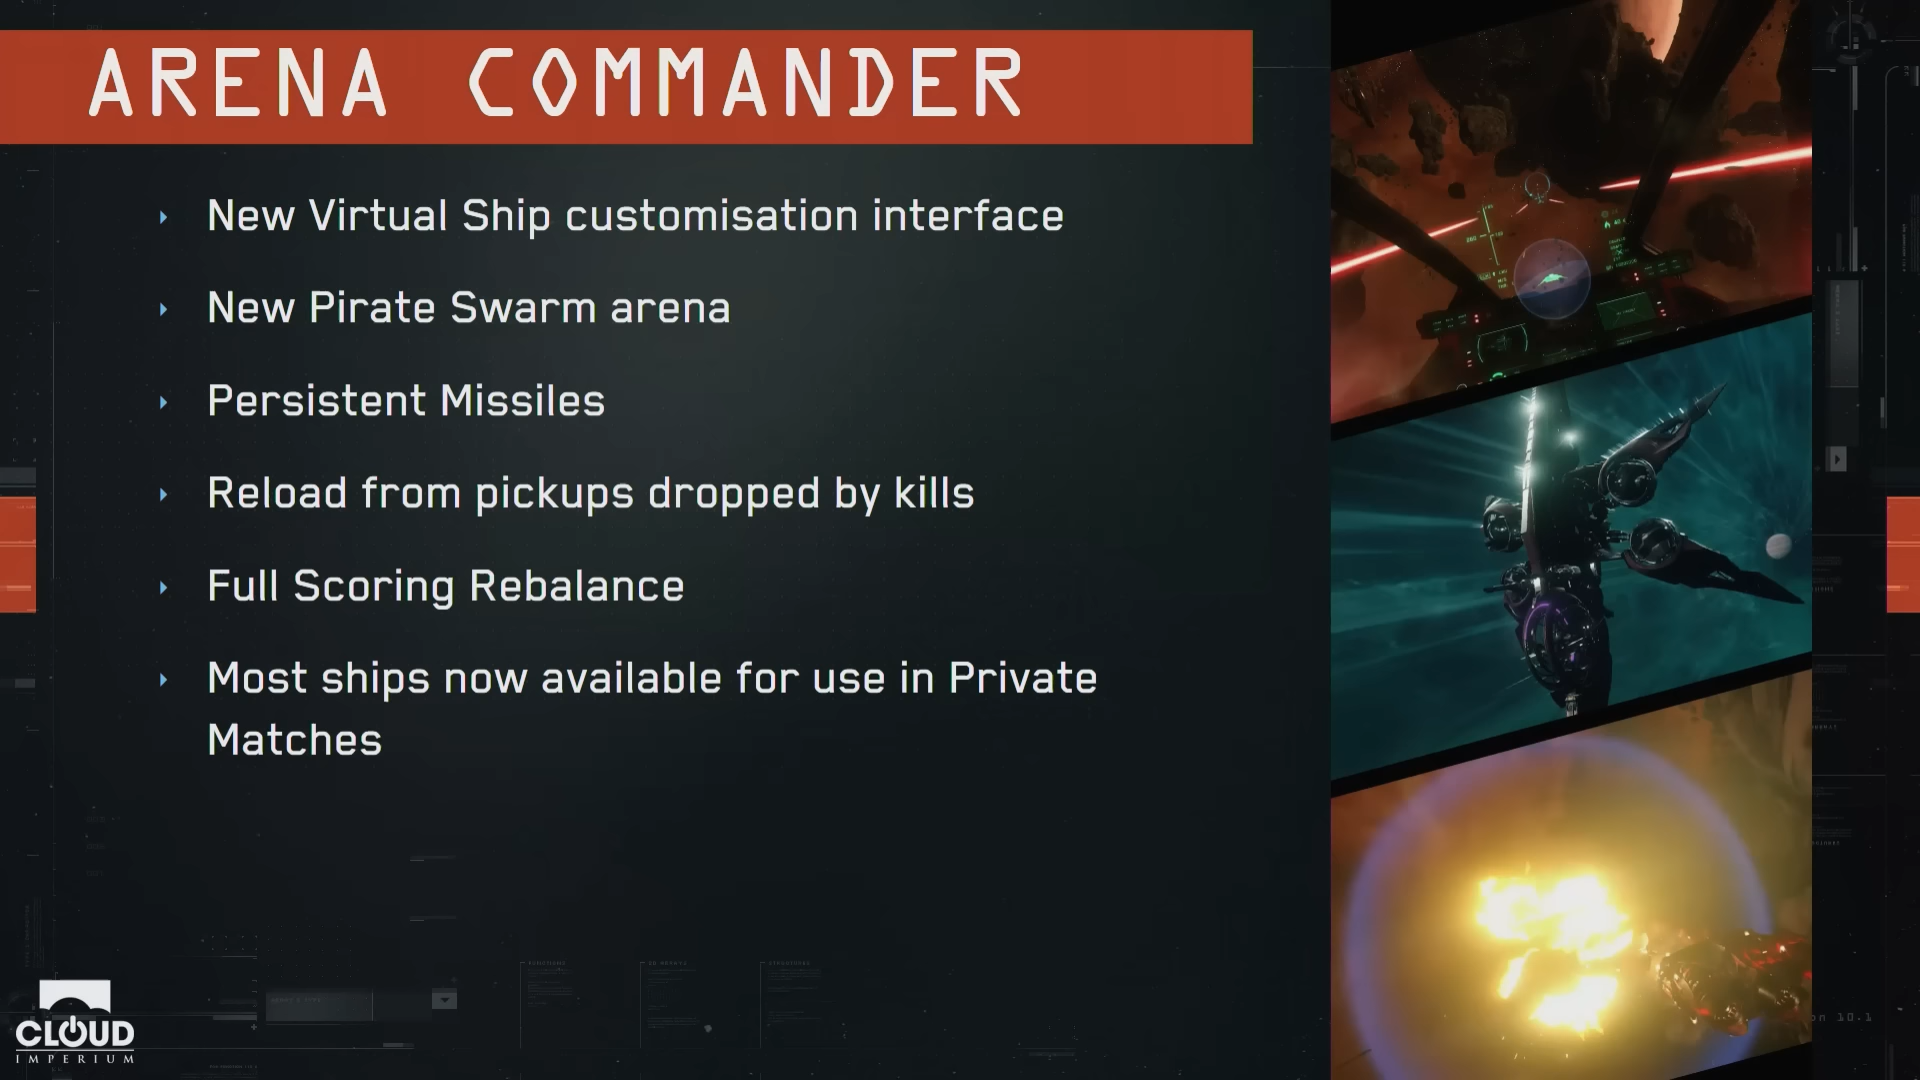 ARENA COMMANDER
New Virtual Ship customisation interface
New Pirate Swarm arena
Persistent Missiles
Reload from pickups dropped by kills
Full Scoring Rebalance
Most ships now available for use in Private
Matches
CLOUD
IMPERIUM